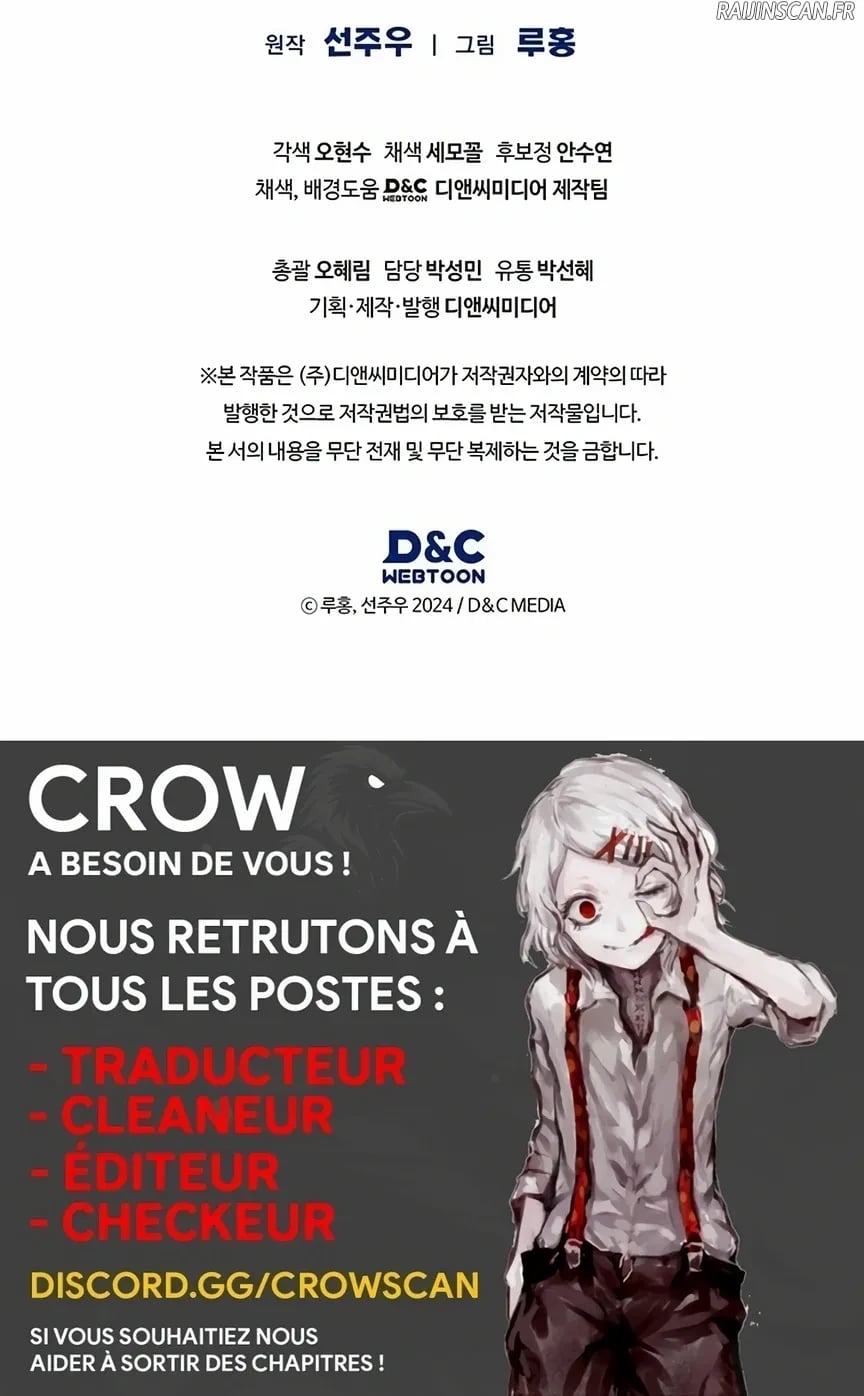 RAIJINSCAN.FR
원작 선주우 | 그림 루홍
각색 오현수 채색 세모꼴 후보정 안수연
채색, 배경도움 D&C WEBTOON 디앤씨미디어 제작팀
총괄 오혜림 담당 박성민 유통 박선혜
기획·제작·발행 디앤씨미디어
※본 작품은 (주)디앤씨미디어가 저작권자와의 계약의 따라
발행한 것으로 저작권법의 보호를 받는 저작물입니다.
본 서의 내용을 무단 전재 및 무단 복제하는 것을 금합니다.
D&C
WEBTOON
ⓒ 루홍, 선주우 2024 / D&C MEDIA
CROW
A BESOIN DE VOUS !
NOUS RETRUTONS À
TOUS LES POSTES :
- TRADUCTEUR
- CLEANEUR
- ÉDITEUR
- CHECKEUR
DISCORD.GG/CROWSCAN
SI VOUS SOUHAITIEZ NOUS
AIDER À SORTIR DES CHAPITRES !